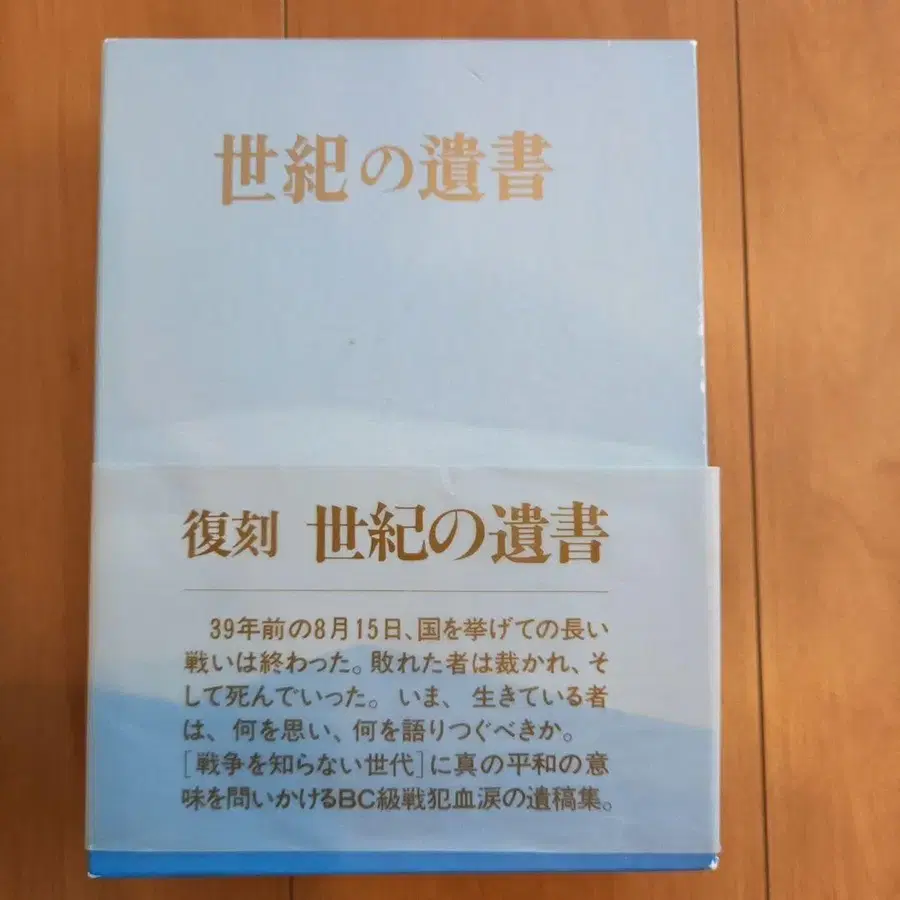 世紀の遺書
復刻 世紀の遺書
39年前の8月15日、国を挙げての長い
戦いは終わった。敗れた者は裁かれ、そ
して死んでいった。いま、生きている者
は、何を思い、何を語りつぐべきか。
[戦争を知らない世代]に真の平和の意
味を問いかけるBC級戦犯血涙の遺稿集。